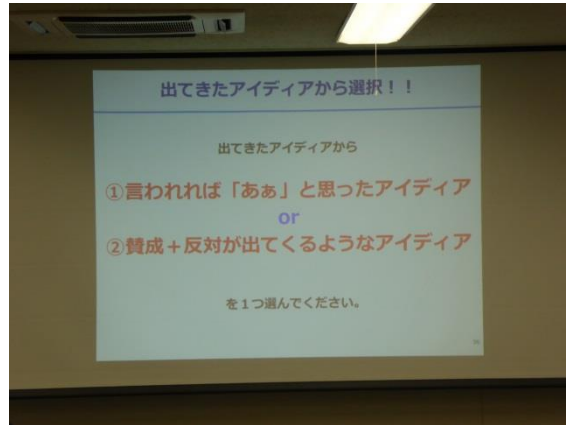 出てきたアイディアから選択！！
出てきたアイディアから
①言われれば「あぁ」と思ったアイディア
or
②賛成＋反対が出てくるようなアイディア
を１つ選んでください。